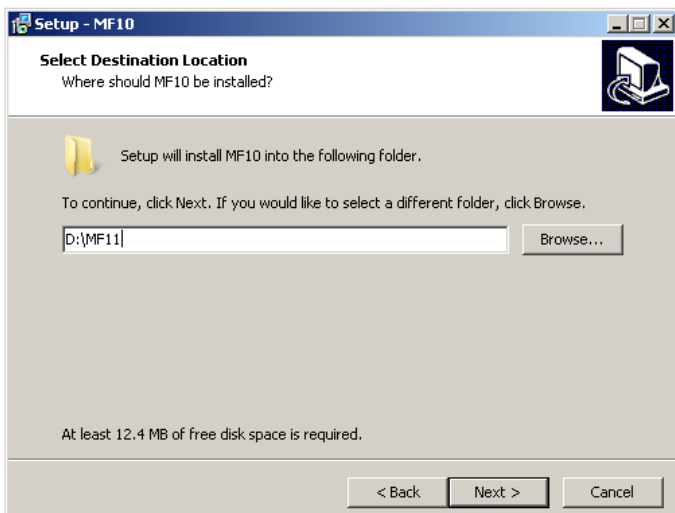 Setup - MF10
Select Destination Location
Where should MF10 be installed?
Setup will install MF10 into the following folder.
To continue, click Next. If you would like to select a different folder, click Browse.
D:\MF11
Browse...
At least 12.4 MB of free disk space is required.
< Back
Next >
Cancel